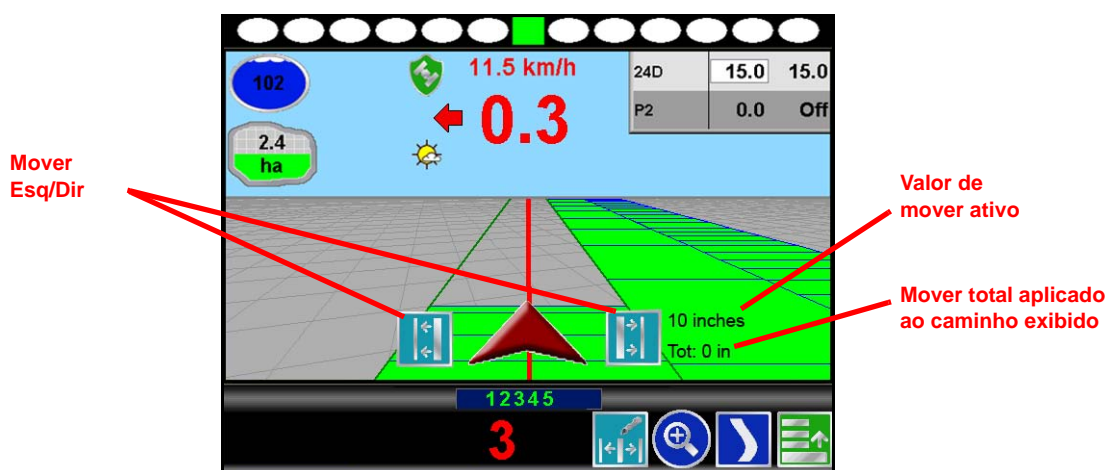 11.5 km/h
24D 15.0 15.0
102
0.3
P2 0.0 Off
2.4
ha
Mover
Esq/Dir
Valor de
mover ativo
10 inches
Mover total aplicado
ao caminho exibido
Tot: 0 in
12345
3